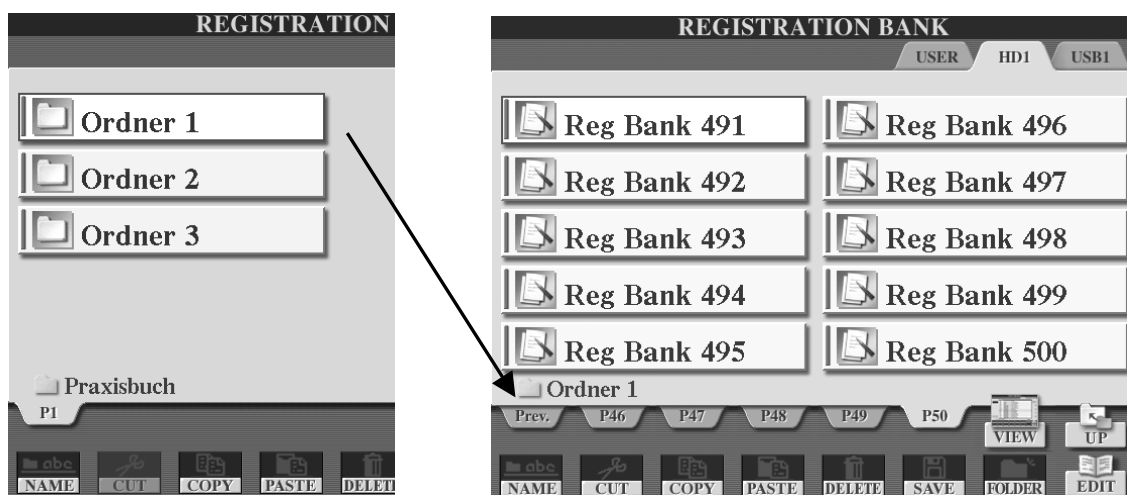 REGISTRATION
Ordner 1
Ordner 2
Ordner 3
Praxisbuch
P1
abc
NAME CUT COPY PASTE DELETE
REGISTRATION BANK
USER HD1 USB1
Reg Bank 491 Reg Bank 496
Reg Bank 492 Reg Bank 497
Reg Bank 493 Reg Bank 498
Reg Bank 494 Reg Bank 499
Reg Bank 495 Reg Bank 500
Ordner 1
Prev. P46 P47 P48 P49 P50
VIEW UP
abc
NAME CUT COPY PASTE DELETE SAVE FOLDER EDIT